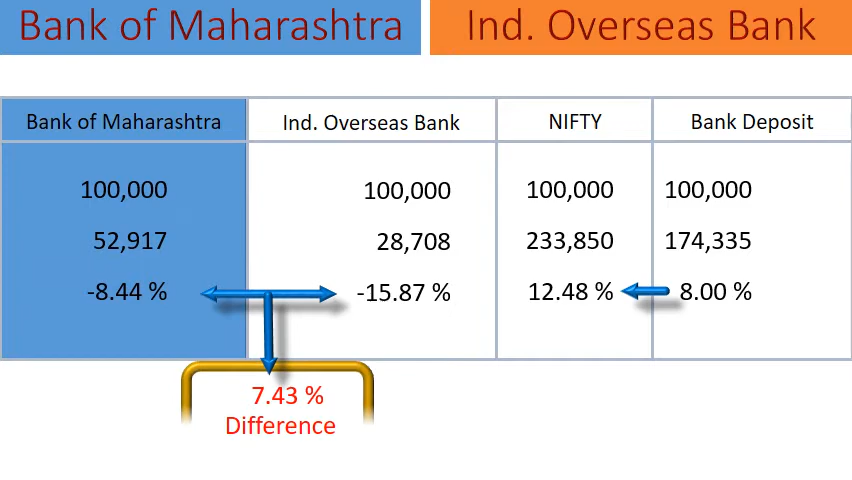 Bank of Maharashtra
Ind. Overseas Bank
Bank of Maharashtra Ind. Overseas Bank NIFTY Bank Deposit
100,000 100,000 100,000 100,000
52,917 28,708 233,850 174,335
-8.44 % -15.87 % 12.48 % 8.00 %
7.43 %
Difference